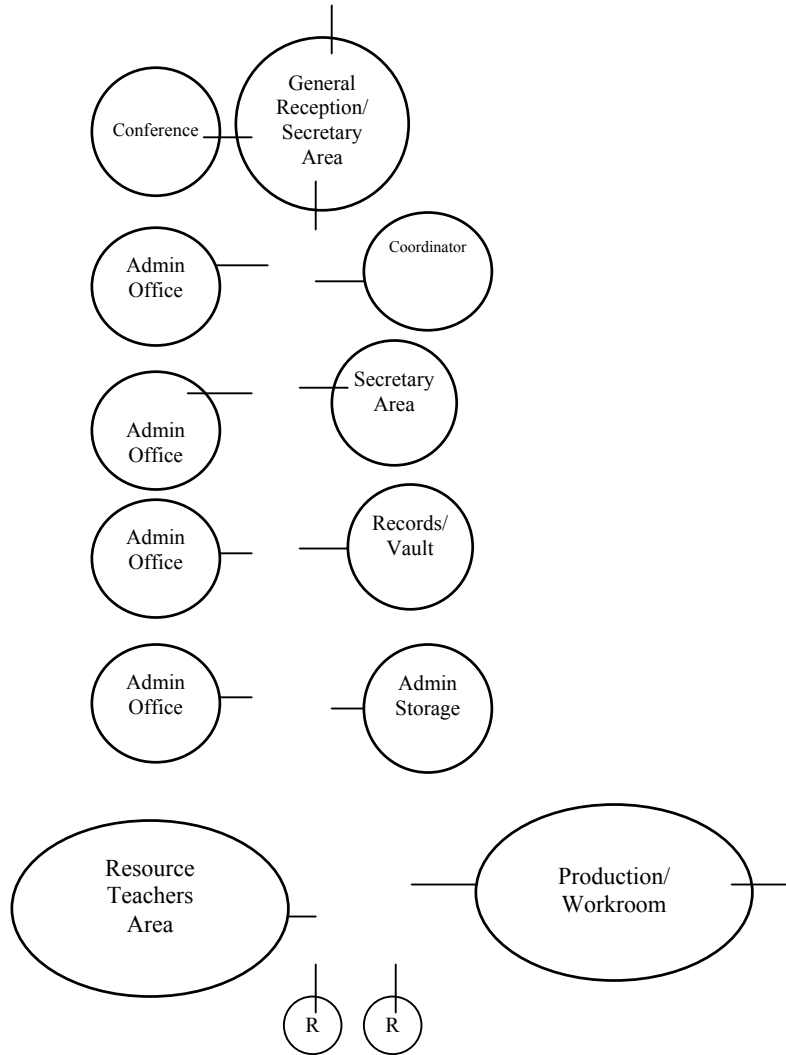 General
Reception/
Secretary
Area
Conference
Admin
Office
Coordinator
Secretary
Area
Admin
Office
Admin
Office
Records/
Vault
Admin
Office
Admin
Storage
Resource
Teachers
Area
Production/
Workroom
R
R